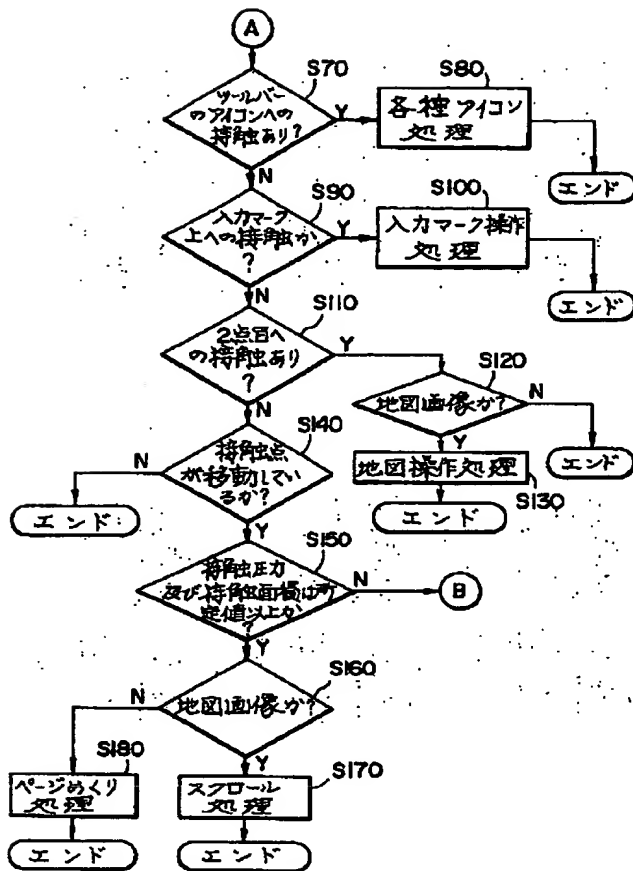 A
S70
ツールバー
のアイコンへの
接触あり?
Y
N
S80
各種アイコン
処理
エンド
S90
入力マーク
上への接触か
?
Y
N
S100
入力マーク操作
処理
エンド
S110
2点目へ
の接触あり
?
Y
N
S120
地図画像か?
N
Y
エンド
地図操作処理
S130
エンド
S140
接触点
が移動してい
るか?
N
エンド
Y
S150
接触圧力
及び接触面積は所
定値以上か
?
N
B
Y
S160
地図画像か?
N
Y
S180
ページめくり
処理
エンド
S170
スクロール
処理
エンド